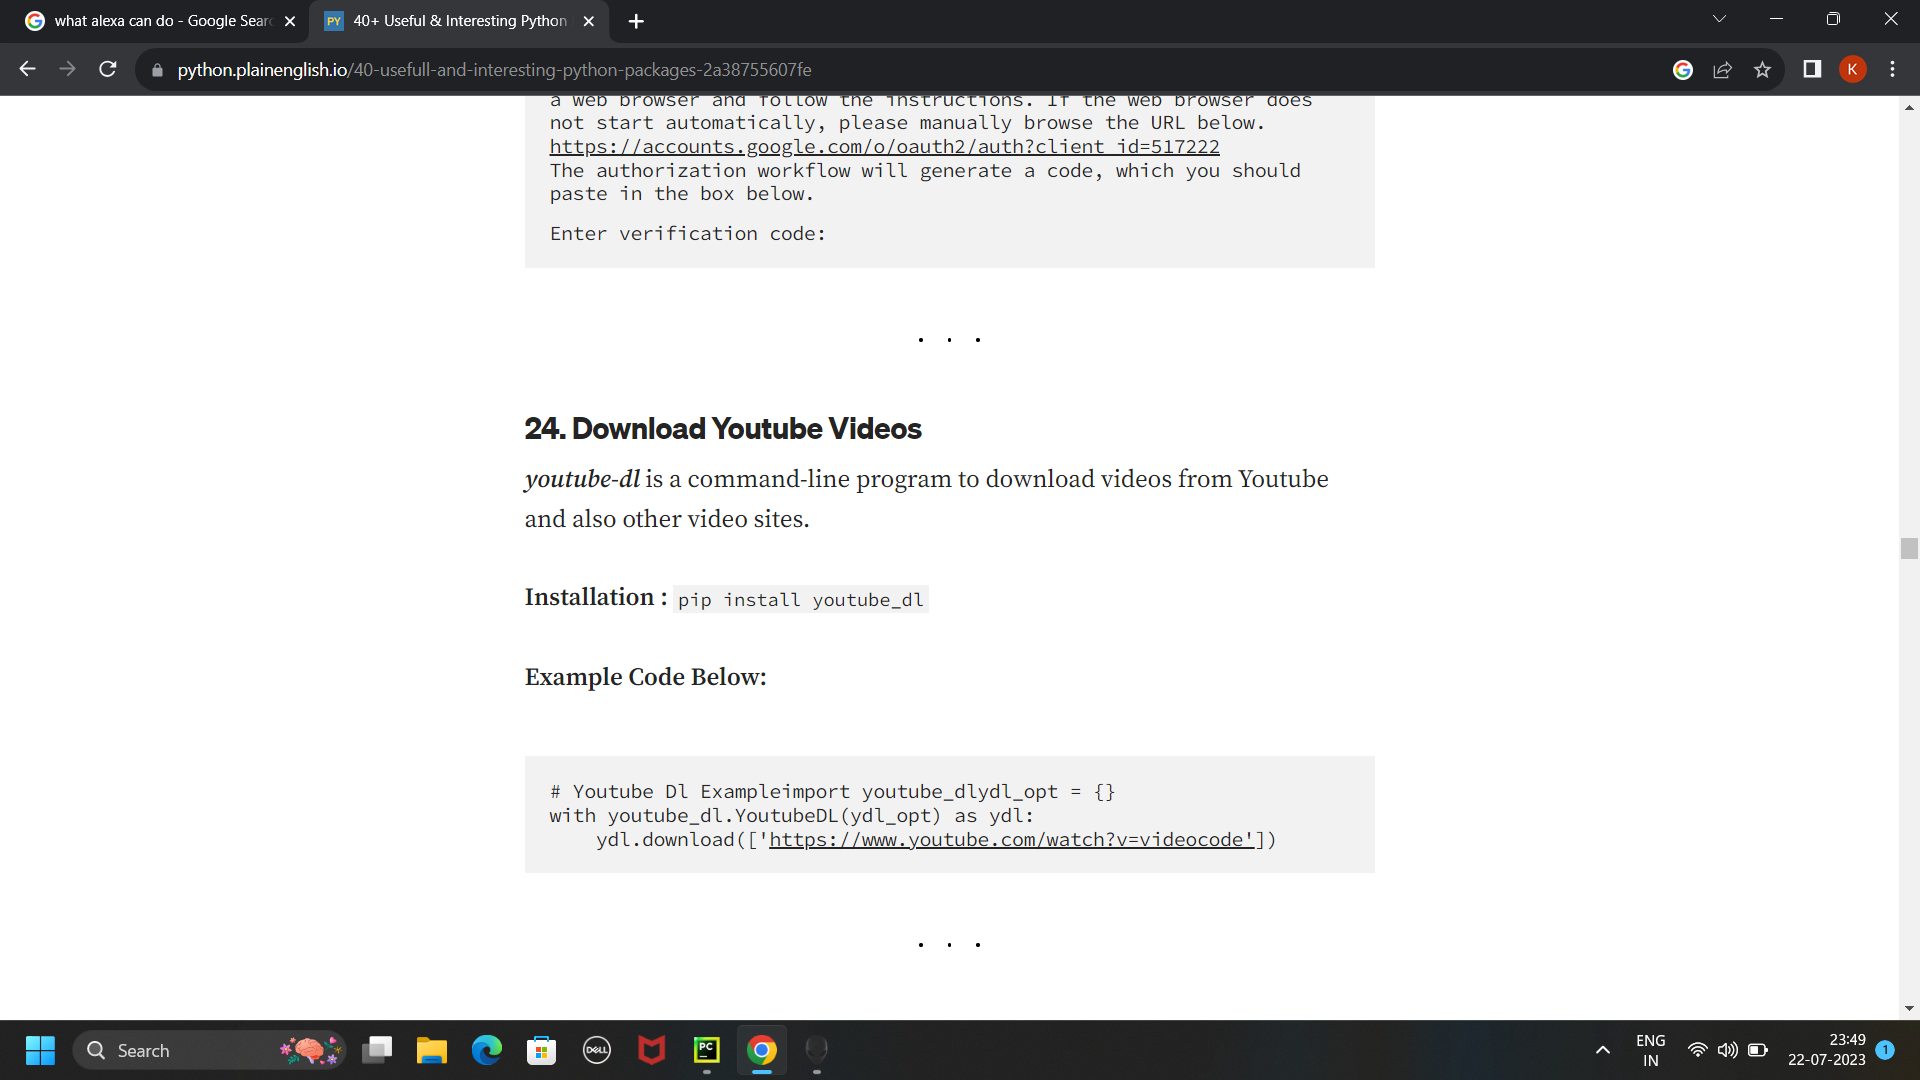 what alexa can do - Google Sear
40+ Useful & Interesting Python
python.plainenglish.io/40-usefull-and-interesting-python-packages-2a38755607fe
K
a web browser and follow the instructions. If the web browser does
not start automatically, please manually browse the URL below.
https://accounts.google.com/o/oauth2/auth?client_id=517222
The authorization workflow will generate a code, which you should
paste in the box below.
Enter verification code:
. . .
24. Download Youtube Videos
youtube-dl is a command-line program to download videos from Youtube
and also other video sites.
Installation : pip install youtube_dl
Example Code Below:
# Youtube Dl Exampleimport youtube_dlydl_opt = {}
with youtube_dl.YoutubeDL(ydl_opt) as ydl:
    ydl.download(['https://www.youtube.com/watch?v=videocode'])
. . .
Search
DELL
PC
ENG
IN
23:49
22-07-2023
1